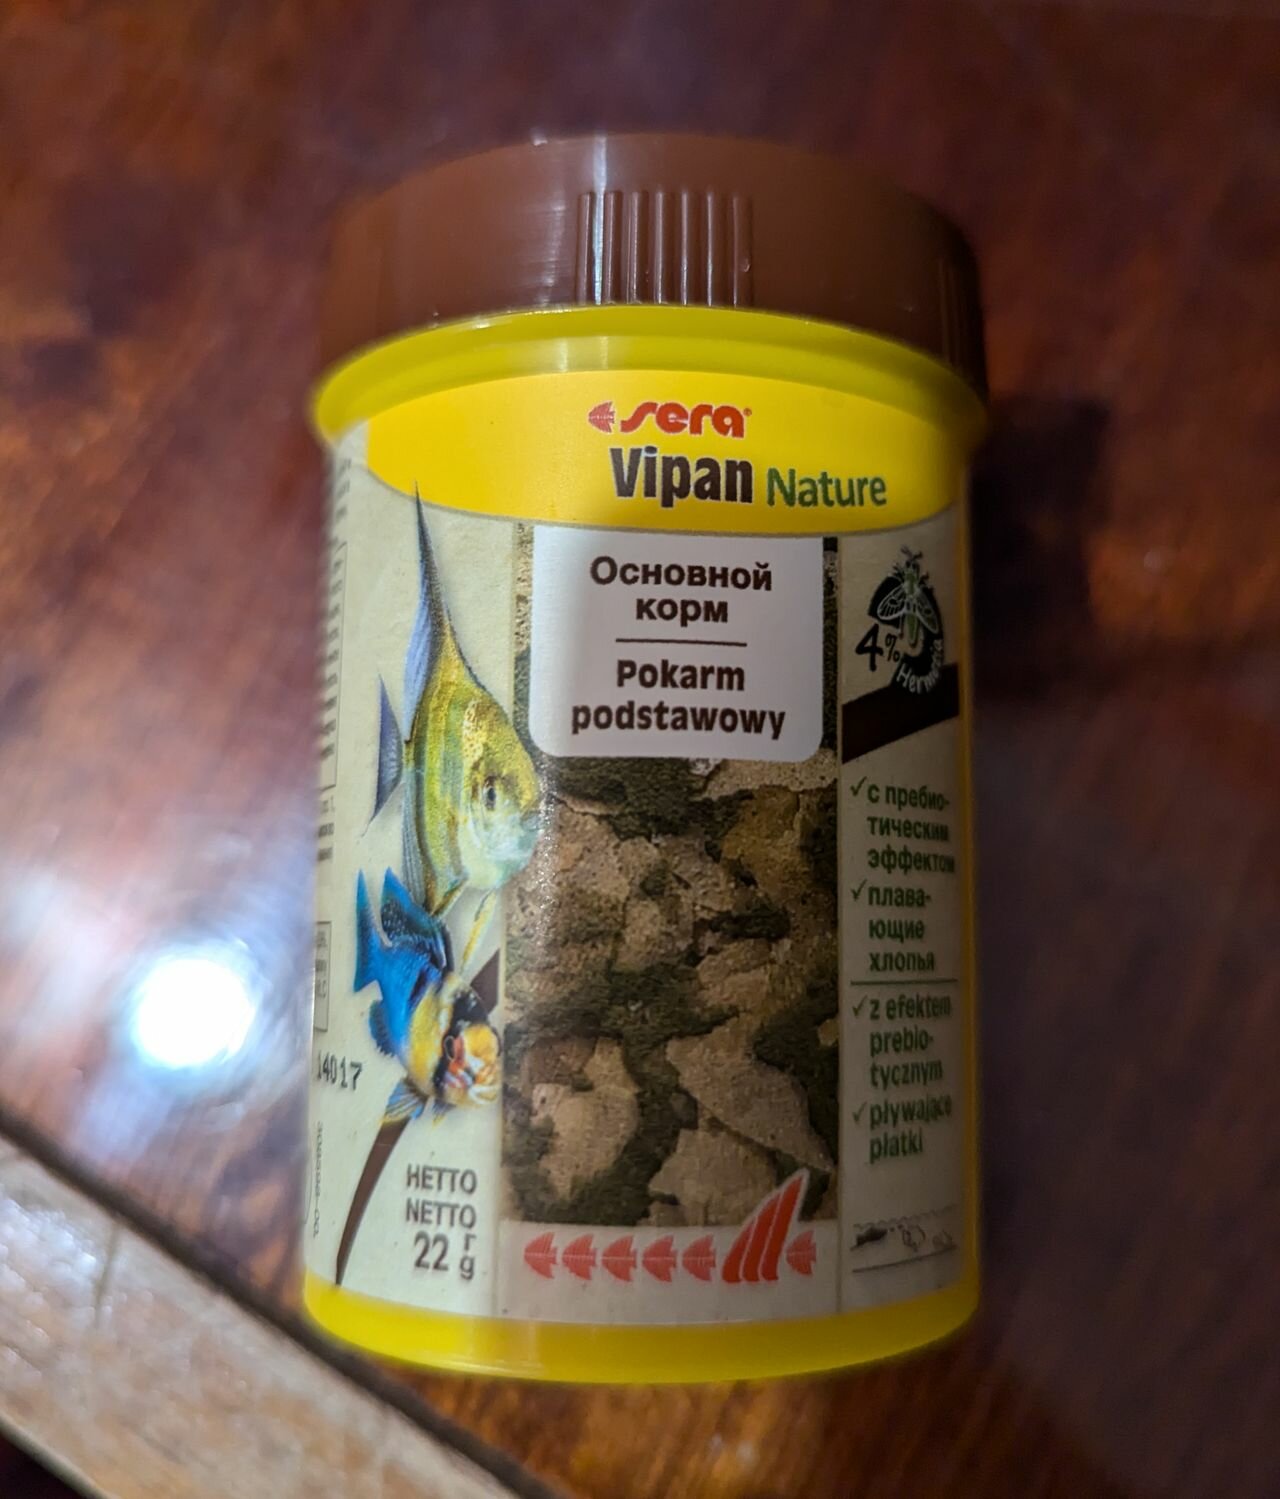 sera
Vipan Nature
Основной
корм
Pokarm
podstawowy
4%
Hermetia
✓ с пребио-
тическим
эффектом
✓ плава-
ющие
хлопья
✓ z efektem
prebio-
tycznym
✓ pływające
płatki
14017
НЕТТО
NETTO
22 г
g